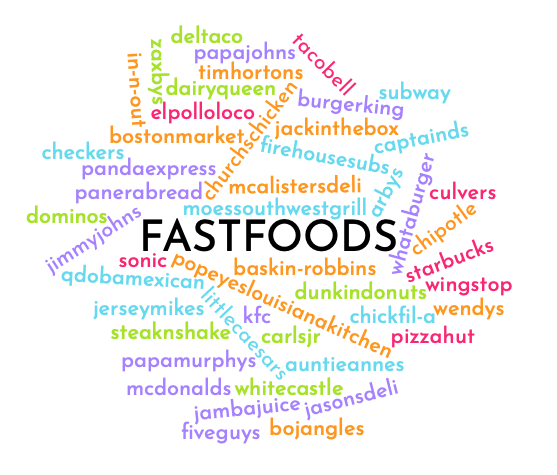 deltaco
zaxbys
papajohns
tacobell
in-n-out
timhortons
dairyqueen
subway
burgerking
elpolloloco
churchschicken
jackinthebox
bostonmarket
captainds
firehousesubs
checkers
pandaexpress
mcalistersdeli
arbys
whataburger
culvers
panerabread
moessouthwestgrill
dominos
jimmyjohns
FASTFOODS
chipotle
sonic
popeyeslouisianakitchen
baskin-robbins
starbucks
qdobamexican
littlecaesars
dunkindonuts
wingstop
jerseymikes
kfc
chickfil-a
wendys
steaknshake
carlsjr
pizzahut
papamurphys
auntieannes
mcdonalds
whitecastle
jasonsdeli
jambajuice
fiveguys
bojangles